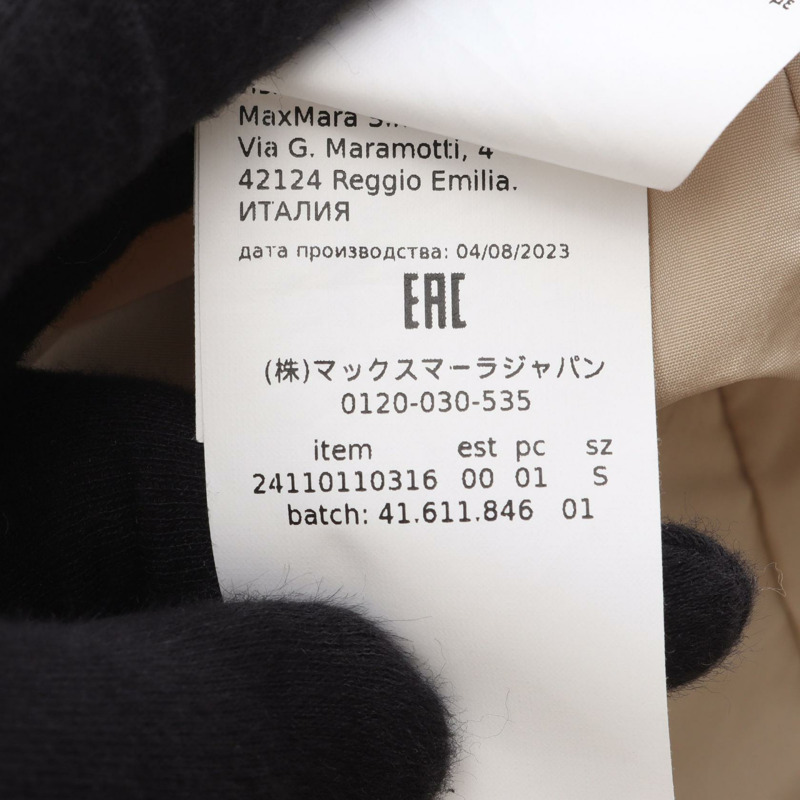 MaxMara
Via G. Maramotti, 4
42124 Reggio Emilia.
ИТАЛИЯ
дата производства: 04/08/2023
EAC
(株)マックスマーラジャパン
0120-030-535
item est pc sz
24110110316 00 01 S
batch: 41.611.846 01